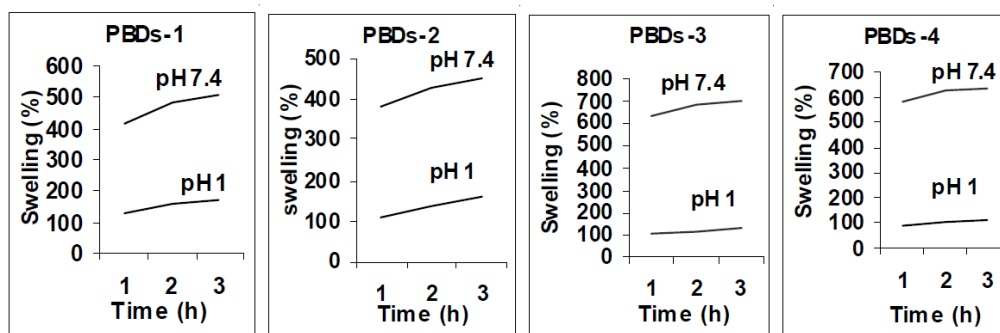 PBDs-1
Swelling (%)
600
500
400
300
200
100
0
pH 7.4
pH 1
1 2 3
Time (h)
PBDs-2
swelling (%)
500
400
300
200
100
0
pH 7.4
pH 1
1 2 3
Time (h)
PBDs-3
Swelling (%)
800
700
600
500
400
300
200
100
0
pH 7.4
pH 1
1 2 3
Time (h)
PBDs-4
Swelling (%)
700
600
500
400
300
200
100
0
pH 7.4
pH 1
1 2 3
Time (h)